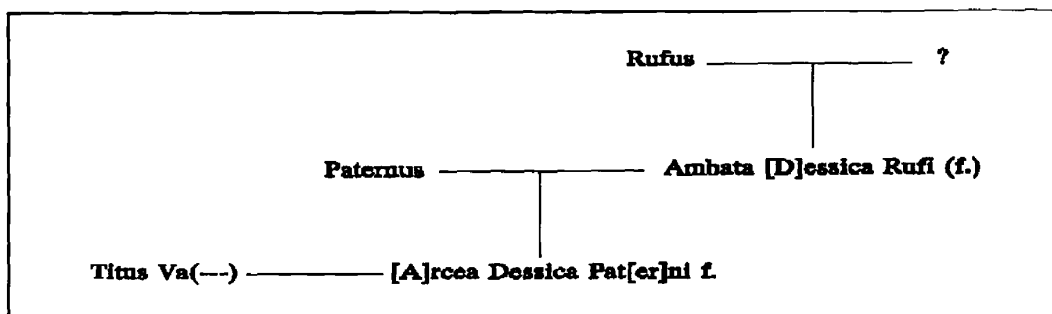 Rufus ?
Paternus Ambata [D]essica Rufi (f.)
Titus Va(---) [A]rcea Dessica Pat[er]ni f.